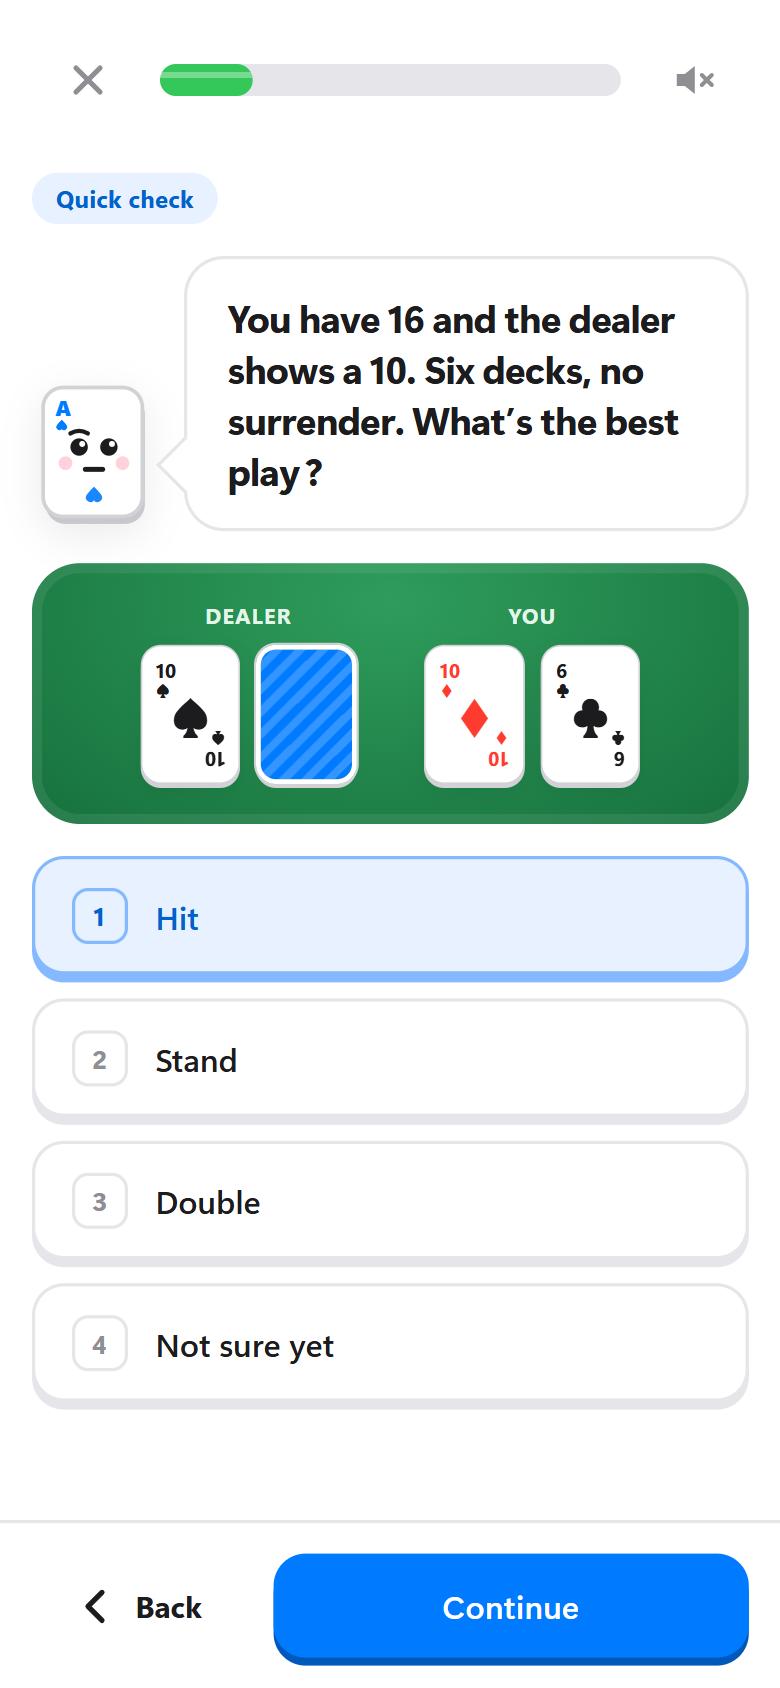 Quick check
You have 16 and the dealer
shows a 10. Six decks, no
surrender. What's the best
play?
A
DEALER
YOU
10
10
10
10
6
6
1
Hit
2
Stand
3
Double
4
Not sure yet
Back
Continue